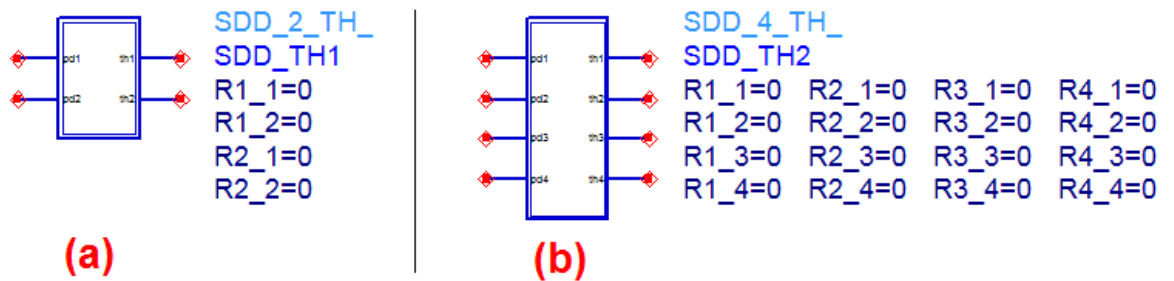 SDD_2_TH_
SDD_TH1
R1_1=0
R1_2=0
R2_1=0
R2_2=0
pd1 th1
pd2 th2
(a)
SDD_4_TH_
SDD_TH2
R1_1=0 R2_1=0 R3_1=0 R4_1=0
R1_2=0 R2_2=0 R3_2=0 R4_2=0
R1_3=0 R2_3=0 R3_3=0 R4_3=0
R1_4=0 R2_4=0 R3_4=0 R4_4=0
pd1 th1
pd2 th2
pd3 th3
pd4 th4
(b)